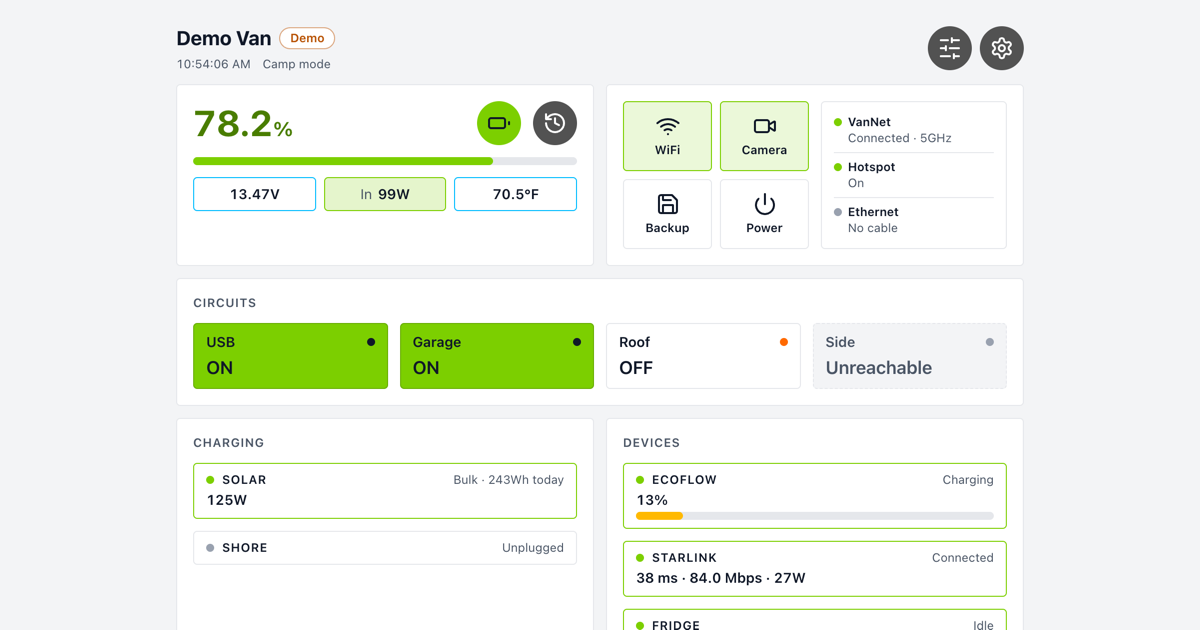 Demo Van Demo
10:54:06 AM Camp mode
78.2%
13.47V
In 99W
70.5°F
WiFi
Camera
Backup
Power
VanNet
Connected · 5GHz
Hotspot
On
Ethernet
No cable
CIRCUITS
USB
ON
Garage
ON
Roof
OFF
Side
Unreachable
CHARGING
SOLAR Bulk · 243Wh today
125W
SHORE Unplugged
DEVICES
ECOFLOW Charging
13%
STARLINK Connected
38 ms · 84.0 Mbps · 27W
FRIDGE Idle